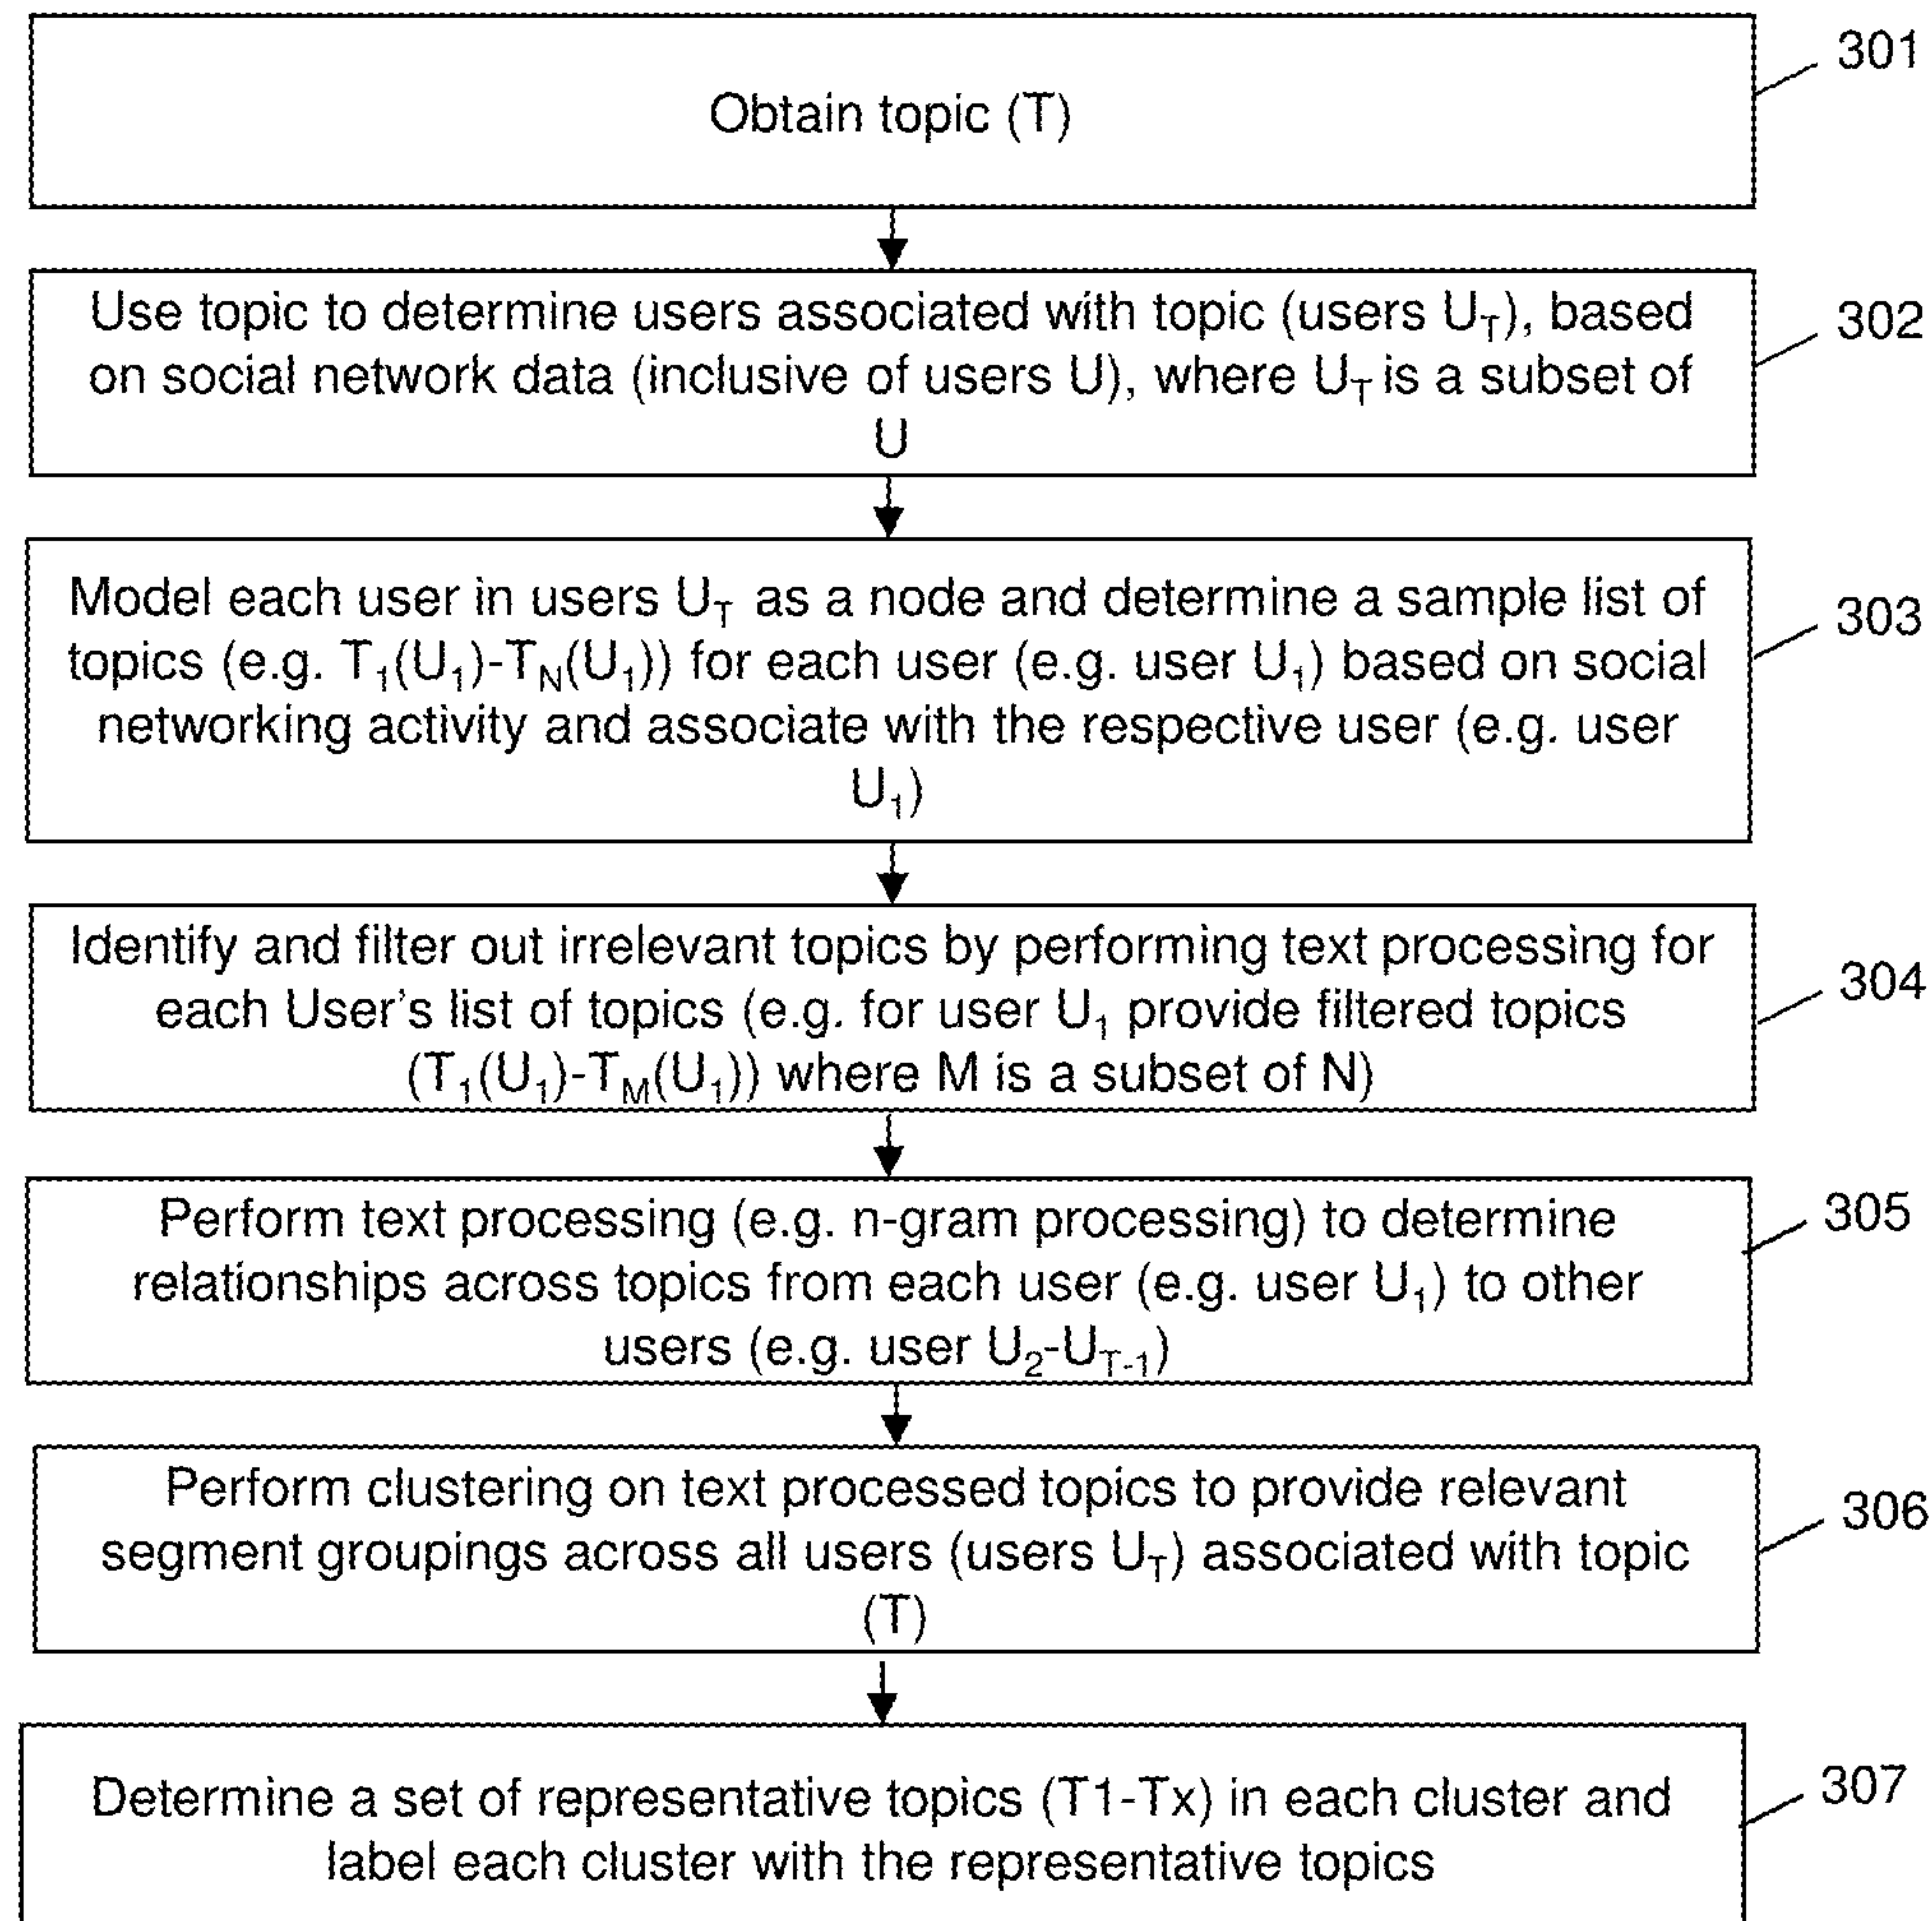 Obtain topic (T)
301
Use topic to determine users associated with topic (users U_T), based
on social network data (inclusive of users U), where U_T is a subset of
U
302
Model each user in users U_T as a node and determine a sample list of
topics (e.g. T_1(U_1)-T_N(U_1)) for each user (e.g. user U_1) based on social
networking activity and associate with the respective user (e.g. user
U_1)
303
Identify and filter out irrelevant topics by performing text processing for
each User's list of topics (e.g. for user U_1 provide filtered topics
(T_1(U_1)-T_M(U_1)) where M is a subset of N)
304
Perform text processing (e.g. n-gram processing) to determine
relationships across topics from each user (e.g. user U_1) to other
users (e.g. user U_2-U_T-1)
305
Perform clustering on text processed topics to provide relevant
segment groupings across all users (users U_T) associated with topic
(T)
306
Determine a set of representative topics (T1-Tx) in each cluster and
label each cluster with the representative topics
307